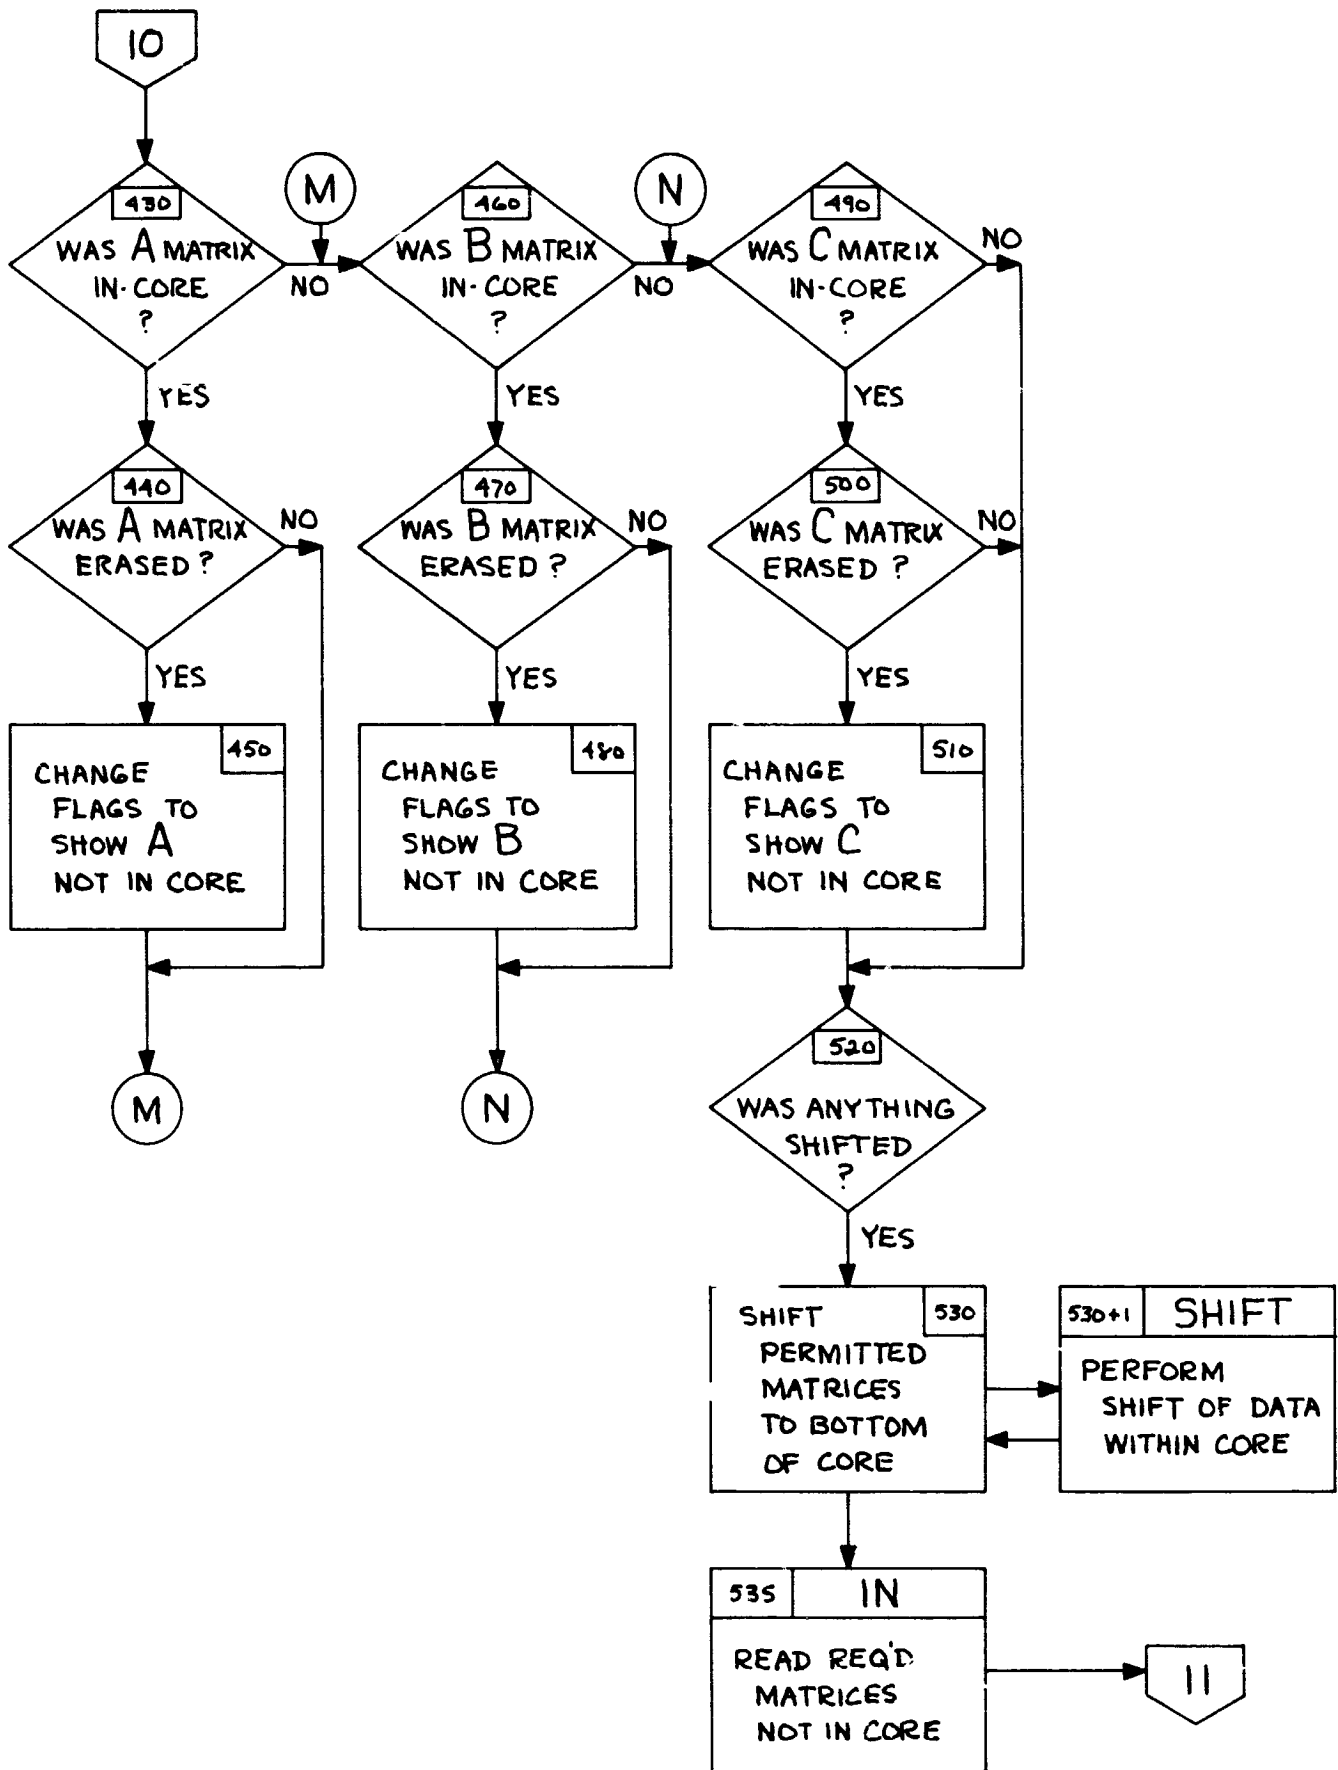 10
M
N
430
WAS A MATRIX
IN-CORE
?
NO
YES
460
WAS B MATRIX
IN-CORE
?
NO
YES
490
WAS C MATRIX
IN-CORE
?
NO
YES
440
WAS A MATRIX
ERASED ?
NO
YES
470
WAS B MATRIX
ERASED ?
NO
YES
500
WAS C MATRIX
ERASED ?
NO
YES
450
CHANGE
FLAGS TO
SHOW A
NOT IN CORE
480
CHANGE
FLAGS TO
SHOW B
NOT IN CORE
510
CHANGE
FLAGS TO
SHOW C
NOT IN CORE
M
N
520
WAS ANYTHING
SHIFTED
?
YES
530
SHIFT
PERMITTED
MATRICES
TO BOTTOM
OF CORE
530+1 SHIFT
PERFORM
SHIFT OF DATA
WITHIN CORE
535 IN
READ REQ'D
MATRICES
NOT IN CORE
11